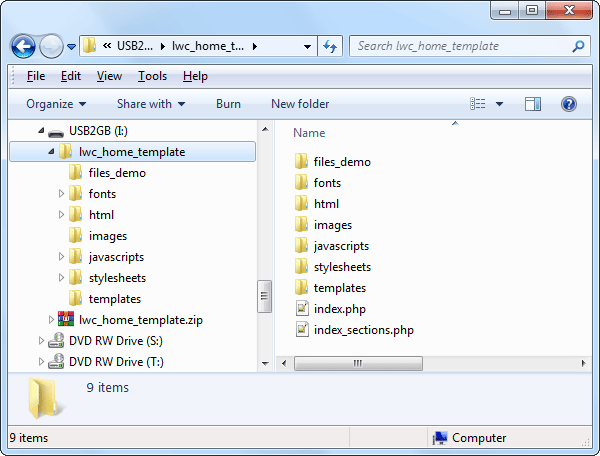 « USB2... ▸ lwc_home_t... ▸
Search lwc_home_template
File Edit View Tools Help
Organize Share with Burn New folder
USB2GB (I:)
lwc_home_template
files_demo
fonts
html
images
javascripts
stylesheets
templates
lwc_home_template.zip
DVD RW Drive (S:)
DVD RW Drive (T:)
Name
files_demo
fonts
html
images
javascripts
stylesheets
templates
index.php
index_sections.php
9 items
9 items
Computer